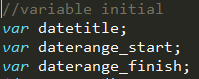 //variable initial
var datetitle;
var daterange_start;
var daterange_finish;